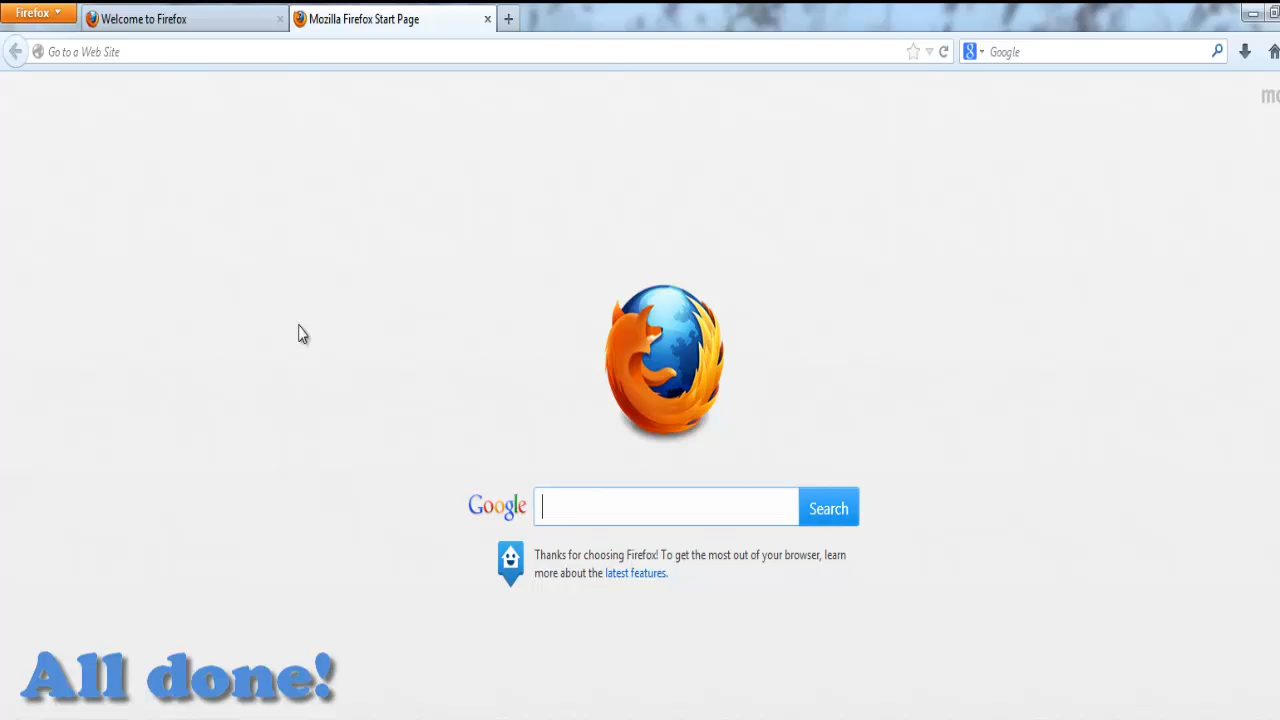 Firefox
Welcome to Firefox
Mozilla Firefox Start Page
Go to a Web Site
Google
Google
Search
Thanks for choosing Firefox! To get the most out of your browser, learn
more about the latest features.
All done!